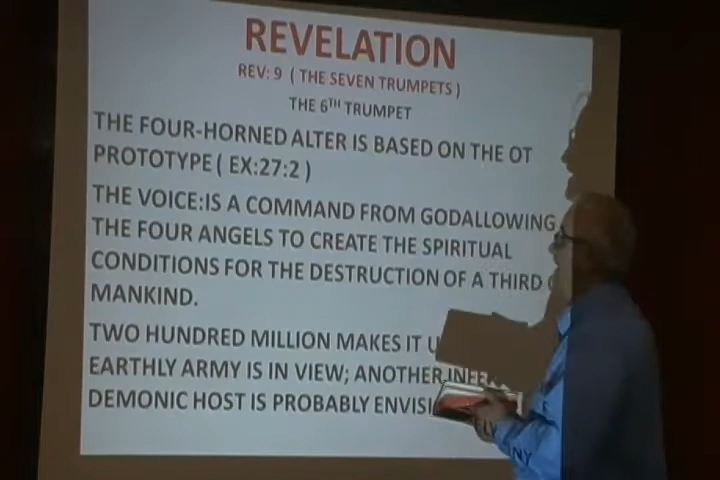 REVELATION
REV: 9 ( THE SEVEN TRUMPETS )
THE 6TH TRUMPET
THE FOUR-HORNED ALTER IS BASED ON THE OT
PROTOTYPE ( EX:27:2 )
THE VOICE:IS A COMMAND FROM GODALLOWING
THE FOUR ANGELS TO CREATE THE SPIRITUAL
CONDITIONS FOR THE DESTRUCTION OF A THIRD
MANKIND.
TWO HUNDRED MILLION MAKES IT
EARTHLY ARMY IS IN VIEW; ANOTHER
DEMONIC HOST IS PROBABLY